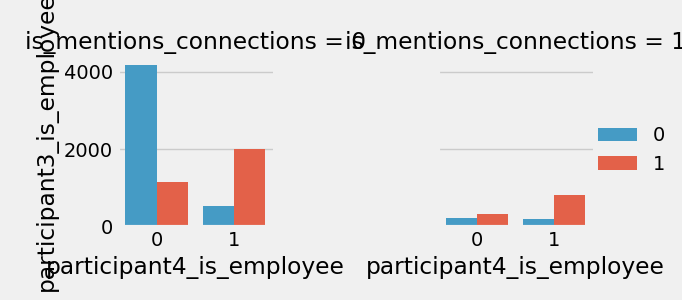 is_mentions_connections = 0
is_mentions_connections = 1
participant3_is_employee
4000
2000
0
0 1
0 1
participant4_is_employee
participant4_is_employee
0
1